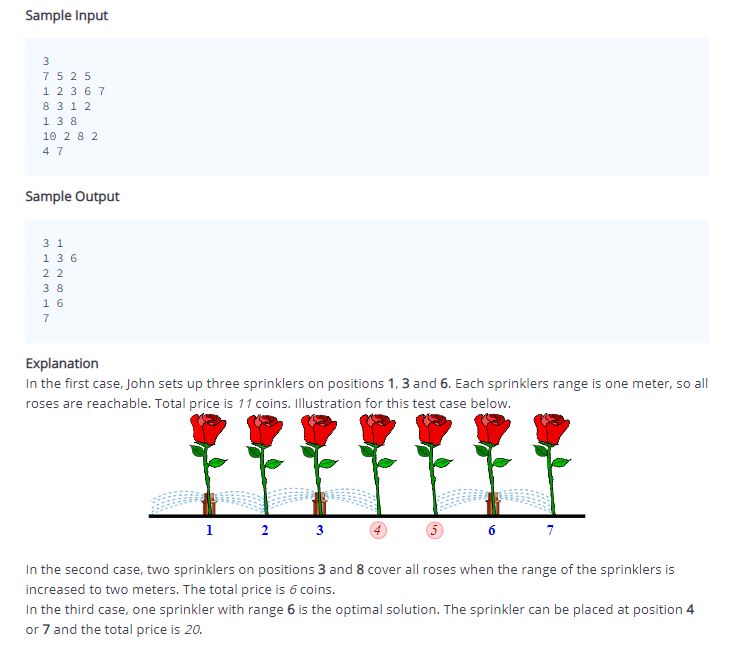 Sample Input
3
7 5 2 5
1 2 3 6 7
8 3 1 2
1 3 8
10 2 8 2
4 7
Sample Output
3 1
1 3 6
2 2
3 8
1 6
7
Explanation
In the first case, John sets up three sprinklers on positions 1, 3 and 6. Each sprinklers range is one meter, so all
roses are reachable. Total price is 11 coins. Illustration for this test case below.
1 2 3 4 5 6 7
In the second case, two sprinklers on positions 3 and 8 cover all roses when the range of the sprinklers is
increased to two meters. The total price is 6 coins.
In the third case, one sprinkler with range 6 is the optimal solution. The sprinkler can be placed at position 4
or 7 and the total price is 20.